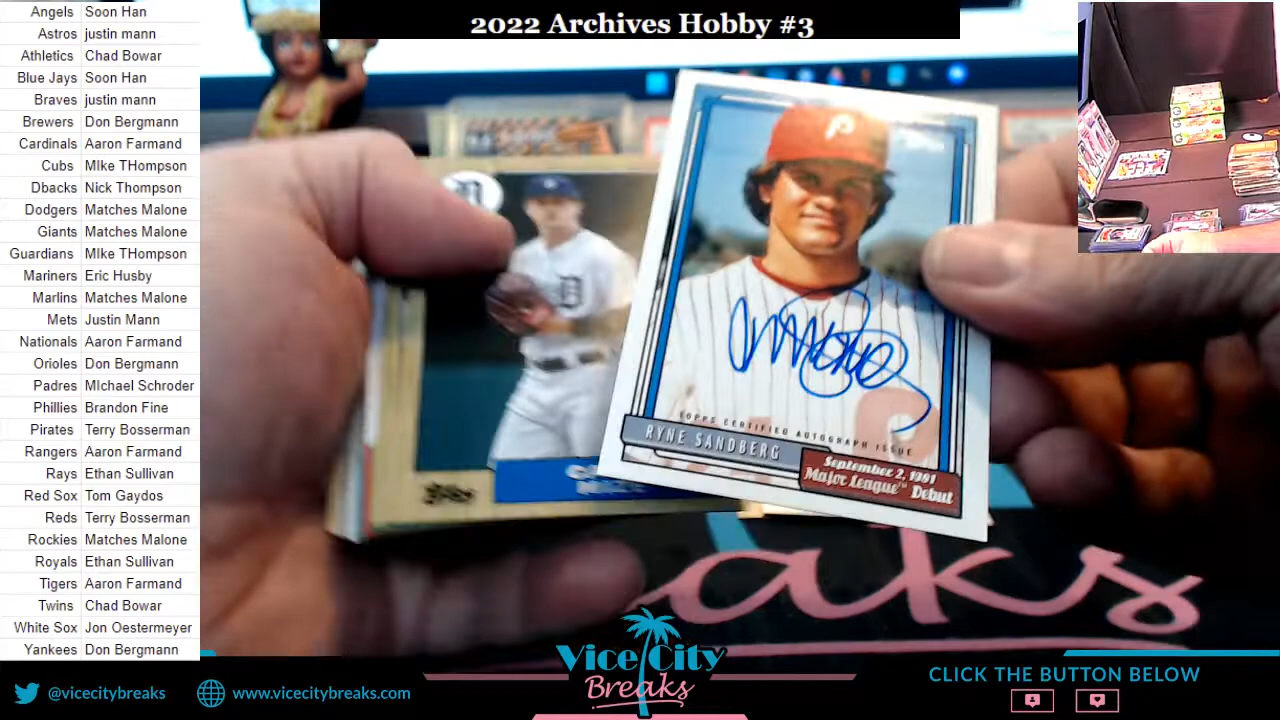 2022 Archives Hobby #3
Angels Soon Han
Astros justin mann
Athletics Chad Bowar
Blue Jays Soon Han
Braves justin mann
Brewers Don Bergmann
Cardinals Aaron Farmand
Cubs MIke THompson
Dbacks Nick Thompson
Dodgers Matches Malone
Giants Matches Malone
Guardians MIke THompson
Mariners Eric Husby
Marlins Matches Malone
Mets Justin Mann
Nationals Aaron Farmand
Orioles Don Bergmann
Padres MIchael Schroder
Phillies Brandon Fine
Pirates Terry Bosserman
Rangers Aaron Farmand
Rays Ethan Sullivan
Red Sox Tom Gaydos
Reds Terry Bosserman
Rockies Matches Malone
Royals Ethan Sullivan
Tigers Aaron Farmand
Twins Chad Bowar
White Sox Jon Oestermeyer
Yankees Don Bergmann
P
TOPPS CERTIFIED AUTOGRAPH ISSUE
RYNE SANDBERG
September 2, 1981
Major League™ Debut
D
Topps
eaks
Vice City
Breaks
@vicecitybreaks
www.vicecitybreaks.com
CLICK THE BUTTON BELOW